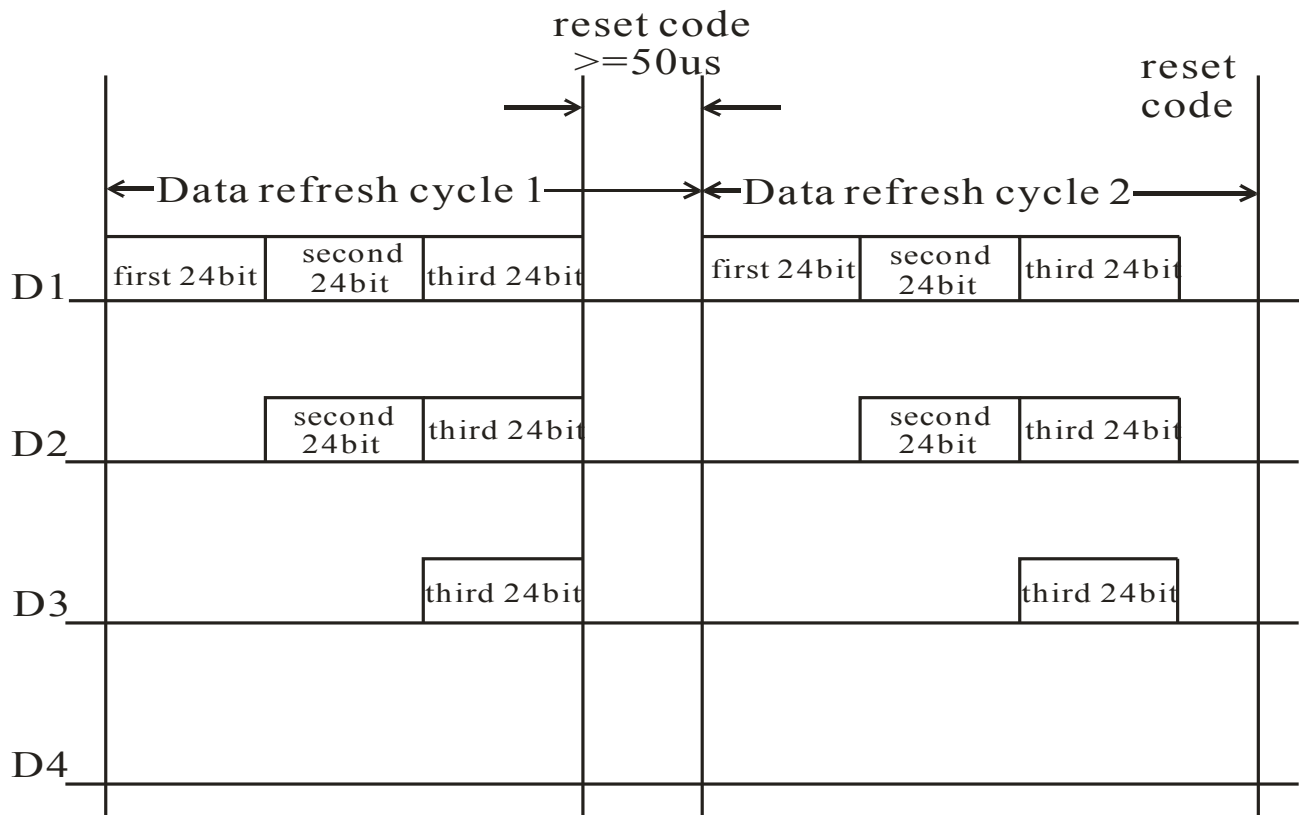 reset code
>=50us
reset
code
Data refresh cycle 1
Data refresh cycle 2
D1
first 24bit
second
24bit
third 24bit
first 24bit
second
24bit
third 24bit
D2
second
24bit
third 24bit
second
24bit
third 24bit
D3
third 24bit
third 24bit
D4